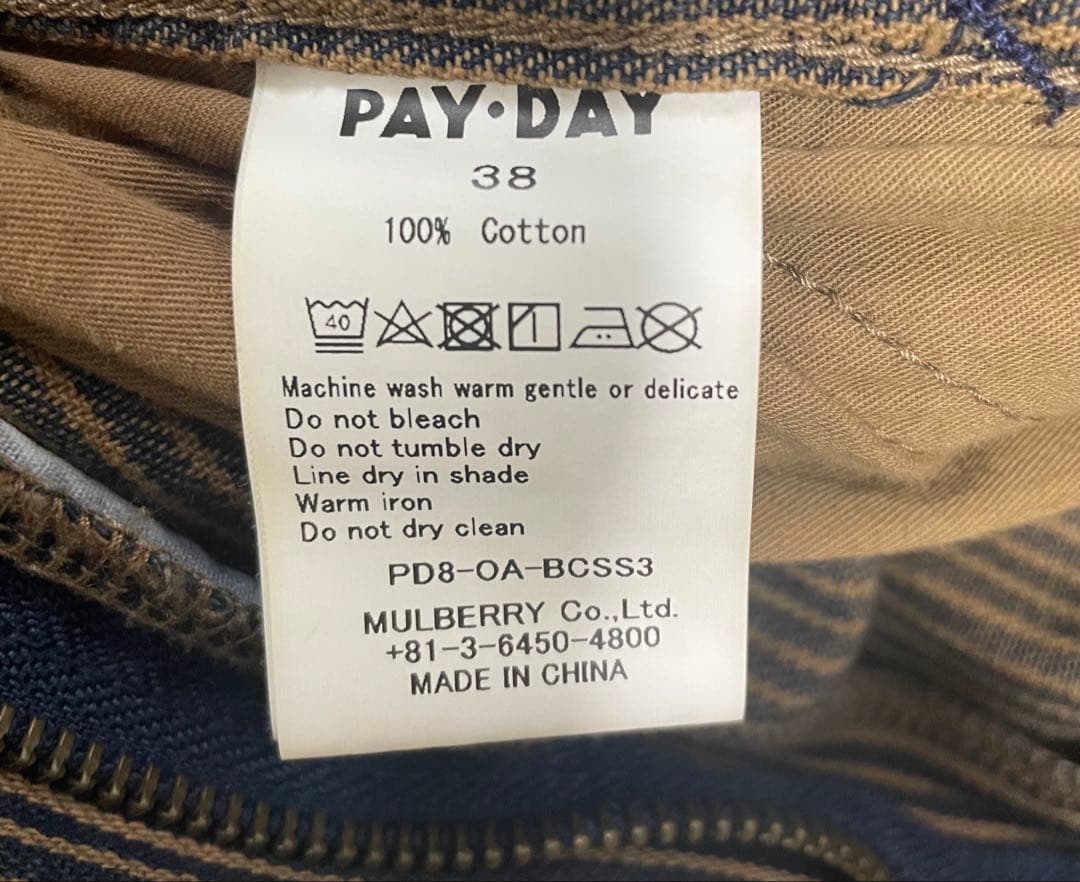 PAY•DAY
38
100% Cotton
40
Machine wash warm gentle or delicate
Do not bleach
Do not tumble dry
Line dry in shade
Warm iron
Do not dry clean
PD8-OA-BCSS3
MULBERRY Co.,Ltd.
+81-3-6450-4800
MADE IN CHINA